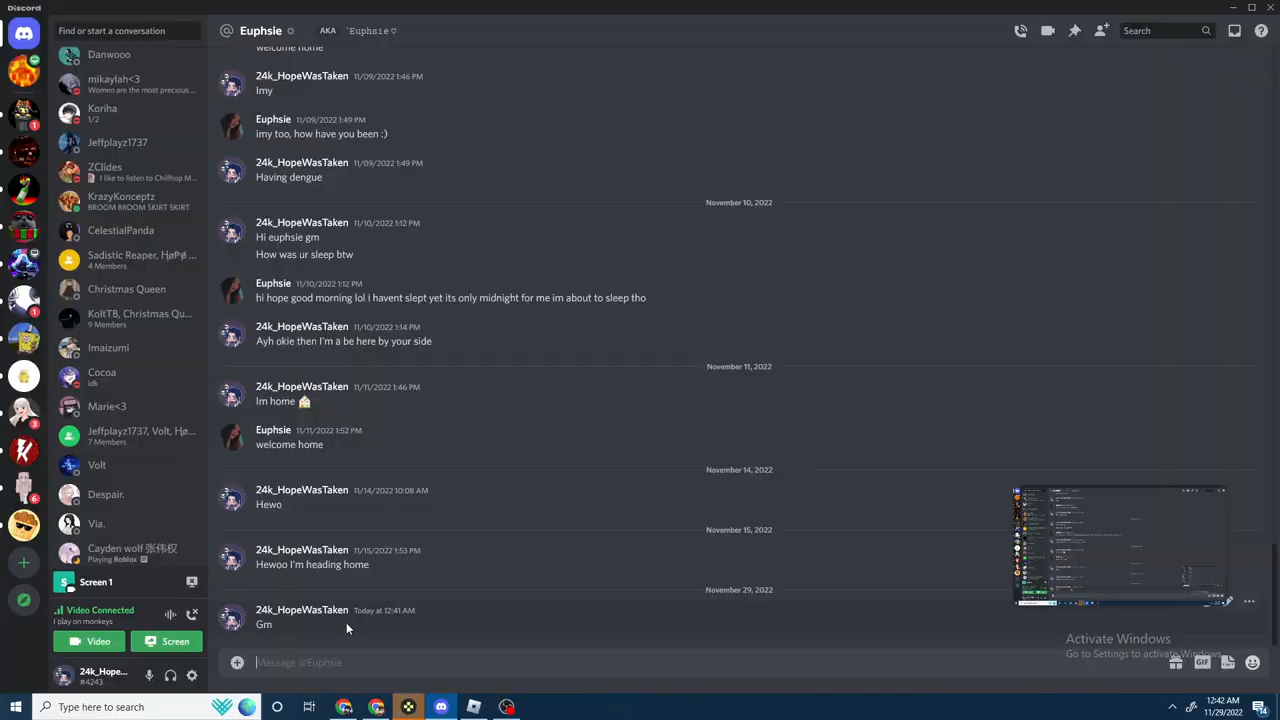 Discord
Find or start a conversation
Euphsie
AKA `Euphsie♡
Search
Danwooo
mikaylah<3
Women are the most precious ...
Koriha
1/2
Jeffplayz1737
ZClides
I like to listen to Chillhop M...
KrazyKonceptz
BROOM BROOM SKIRT SKIRT
CelestialPanda
4 Members
Christmas Queen
KoltTB, Christmas Qu...
9 Members
Cocoa
idk
Marie<3
7 Members
Volt
Despair.
Via.
Cayden wolf 张伟权
Playing Roblox
Screen 1
Video Connected
I play on monkeys
Video
Screen
24k_Hope...
#4243
welcome home
24k_HopeWasTaken 11/09/2022 1:46 PM
Imy
Euphsie 11/09/2022 1:49 PM
imy too, how have you been :)
24k_HopeWasTaken 11/09/2022 1:49 PM
Having dengue
November 10, 2022
24k_HopeWasTaken 11/10/2022 1:12 PM
Hi euphsie gm
How was ur sleep btw
Euphsie 11/10/2022 1:12 PM
hi hope good morning lol i havent slept yet its only midnight for me im about to sleep tho
24k_HopeWasTaken 11/10/2022 1:14 PM
Ayh okie then I'm a be here by your side
November 11, 2022
24k_HopeWasTaken 11/11/2022 1:46 PM
Im home 🏠
Euphsie 11/11/2022 1:52 PM
welcome home
November 14, 2022
24k_HopeWasTaken 11/14/2022 10:08 AM
Hewo
November 15, 2022
24k_HopeWasTaken 11/15/2022 1:53 PM
Hewoo I'm heading home
November 29, 2022
24k_HopeWasTaken Today at 12:41 AM
Gm
Message @Euphsie
Activate Windows
Go to Settings to activate Windows.
GIF
1
1
3
6
Type here to search
12:42 AM
11/29/2022
14